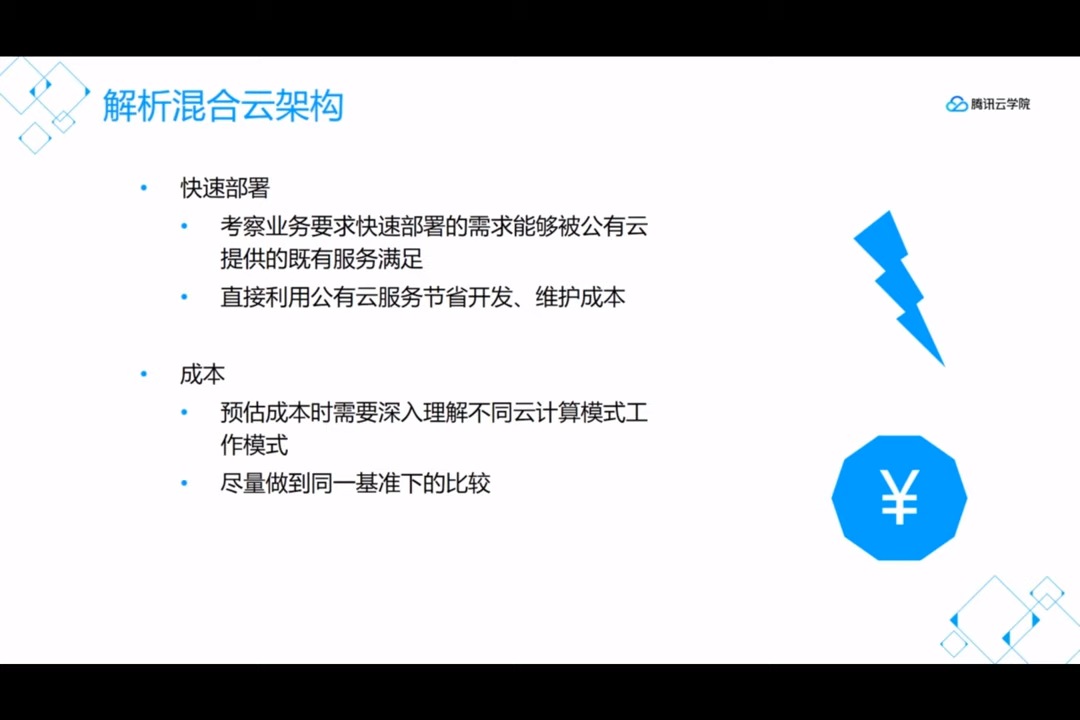 解析混合云架构
腾讯云学院
• 快速部署
• 考察业务要求快速部署的需求能够被公有云
提供的既有服务满足
• 直接利用公有云服务节省开发、维护成本
• 成本
• 预估成本时需要深入理解不同云计算模式工
作模式
• 尽量做到同一基准下的比较
¥